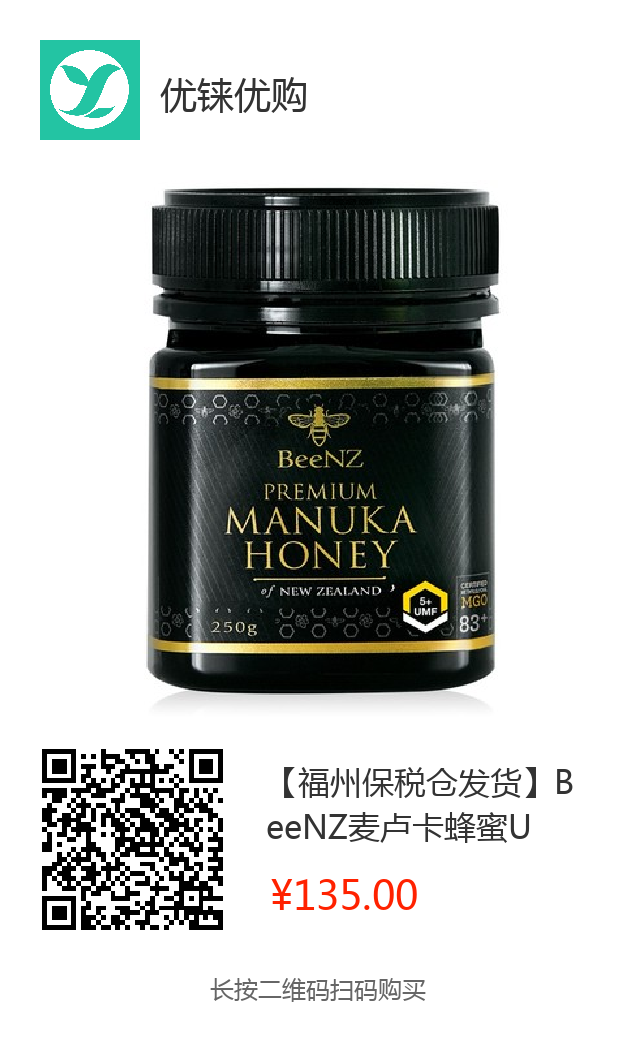 优铼优购
BeeNZ
PREMIUM
MANUKA
HONEY
of NEW ZEALAND
5+
UMF
CERTIFIED
MGO
83+
250g
【福州保税仓发货】B
eeNZ麦卢卡蜂蜜U
¥135.00
长按二维码扫码购买